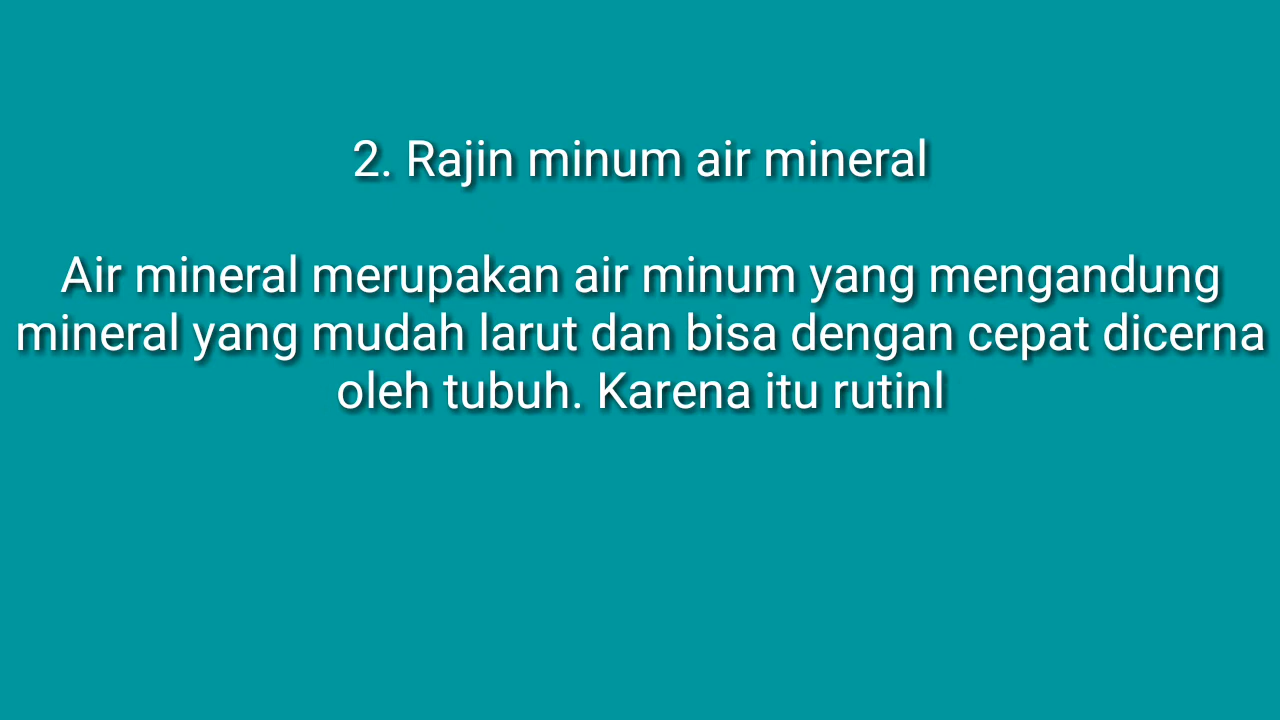 2. Rajin minum air mineral
Air mineral merupakan air minum yang mengandung
mineral yang mudah larut dan bisa dengan cepat dicerna
oleh tubuh. Karena itu rutinl